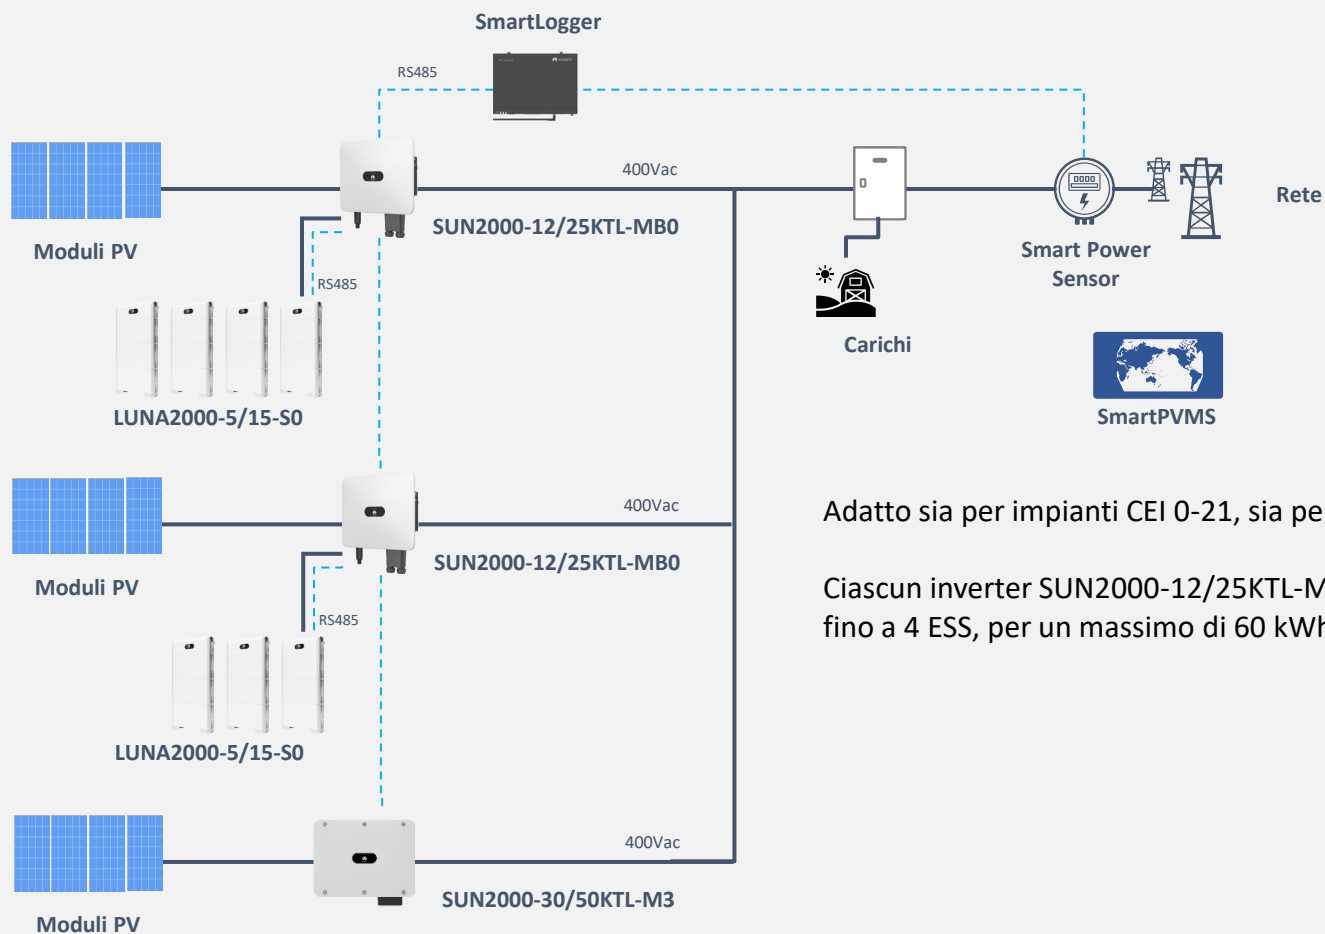 SmartLogger
RS485
400Vac
SUN2000-12/25KTL-MB0
Moduli PV
RS485
LUNA2000-5/15-S0
Rete
Smart Power
Sensor
Carichi
SmartPVMS
400Vac
SUN2000-12/25KTL-MB0
Moduli PV
RS485
LUNA2000-5/15-S0
Adatto sia per impianti CEI 0-21, sia pe
Ciascun inverter SUN2000-12/25KTL-M
fino a 4 ESS, per un massimo di 60 kWh
400Vac
SUN2000-30/50KTL-M3
Moduli PV